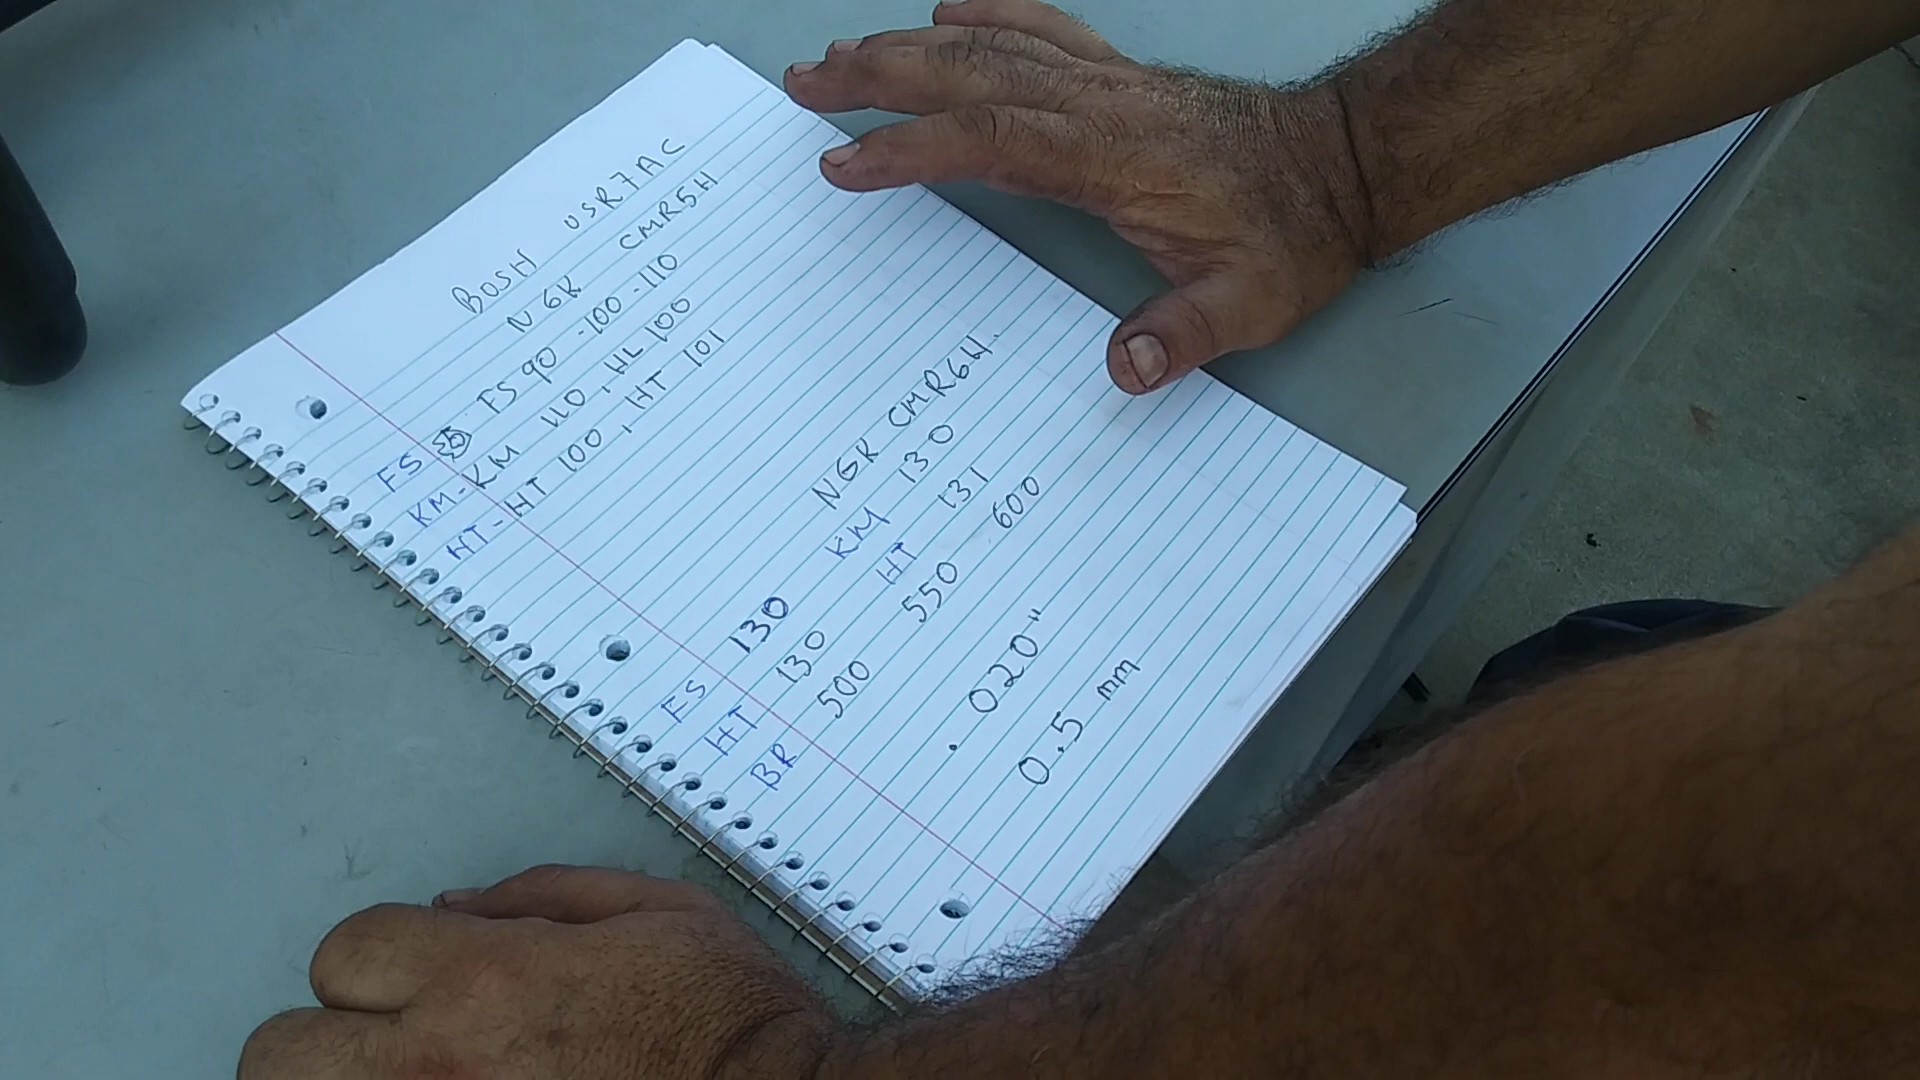 BOSH USR7AC
NGK CMR5H
FS FS 90 -100 -110
KM-KM 110, HL 100
HT-HT 100, HT 101
NGK CMR6H.
FS 130 KM 130
HT 130 HT 131
BR 500 550 600
.020"
0.5 mm